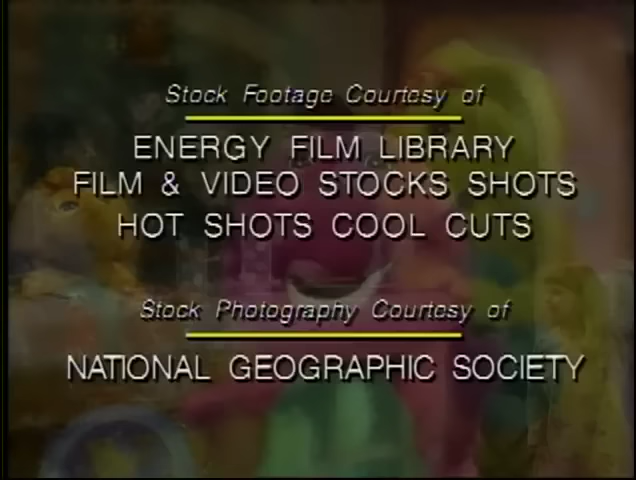 Stock Footage Courtesy of
ENERGY FILM LIBRARY
FILM & VIDEO STOCKS SHOTS
HOT SHOTS COOL CUTS
Stock Photography Courtesy of
NATIONAL GEOGRAPHIC SOCIETY